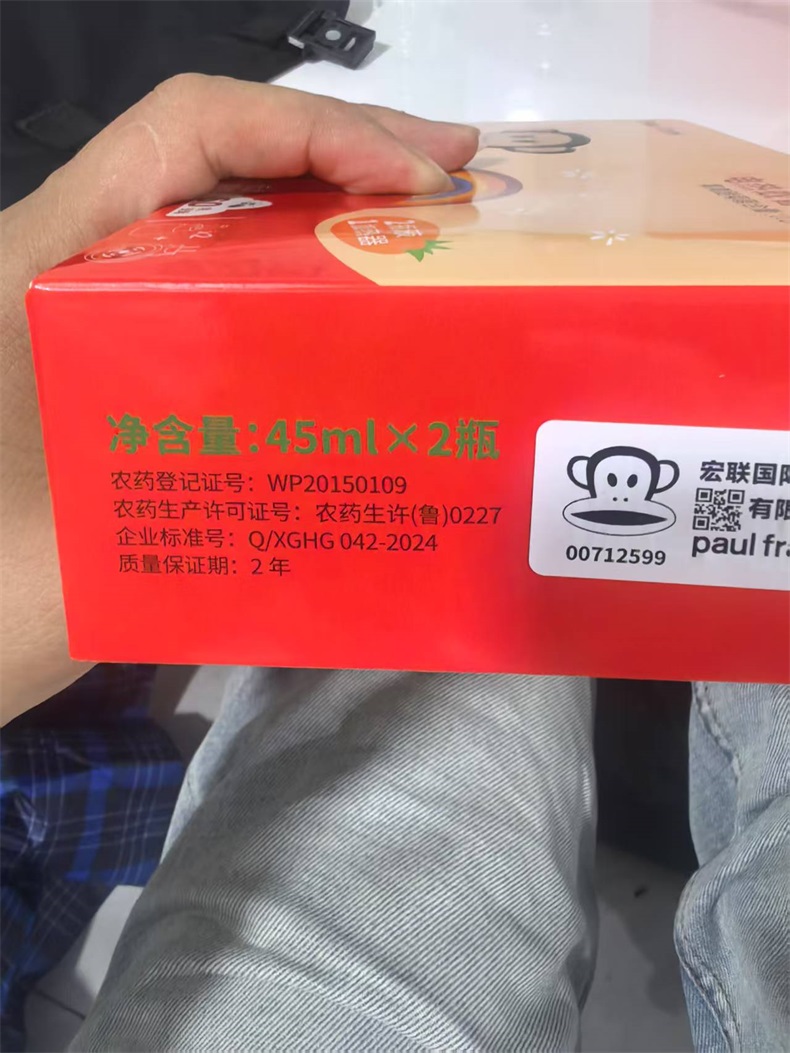 净含量:45ml×2瓶
农药登记证号：WP20150109
农药生产许可证号：农药生许(鲁)0227
企业标准号：Q/XGHG 042-2024
质量保证期：2 年
宏联国际
有限
paul fra
00712599